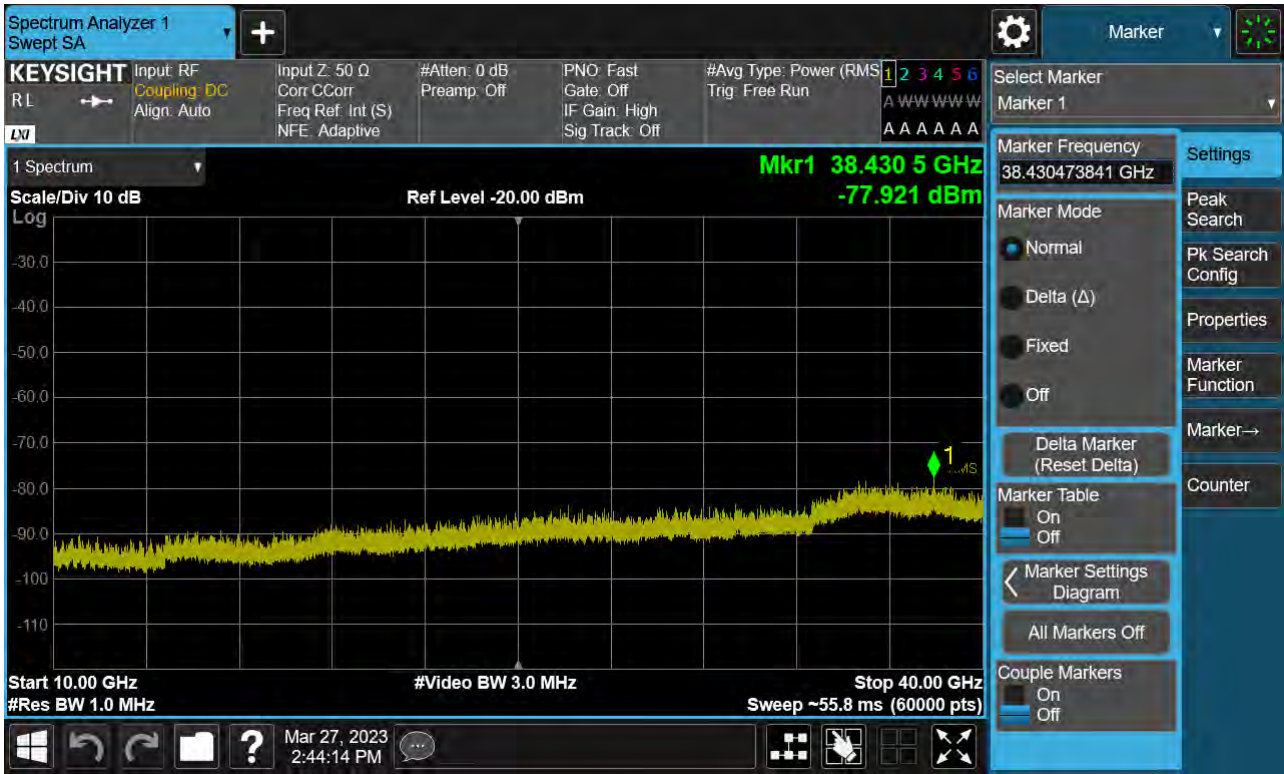 Spectrum Analyzer 1
Swept SA
+
Marker
KEYSIGHT
RL
LXI
Input: RF
Coupling: DC
Align: Auto
Input Z: 50 Ω
Corr CCorr
Freq Ref: Int (S)
NFE: Adaptive
#Atten: 0 dB
Preamp: Off
PNO: Fast
Gate: Off
IF Gain: High
Sig Track: Off
#Avg Type: Power (RMS
Trig: Free Run
1 2 3 4 5 6
A W W W W W
A A A A A A
Select Marker
Marker 1
1 Spectrum
Mkr1 38.430 5 GHz
-77.921 dBm
Scale/Div 10 dB
Ref Level -20.00 dBm
Log
-30.0
-40.0
-50.0
-60.0
-70.0
-80.0
-90.0
-100
-110
1
Start 10.00 GHz
#Video BW 3.0 MHz
Stop 40.00 GHz
#Res BW 1.0 MHz
Sweep ~55.8 ms (60000 pts)
Marker Frequency
38.430473841 GHz
Marker Mode
Normal
Delta (Δ)
Fixed
Off
Delta Marker
(Reset Delta)
Marker Table
On
Off
Marker Settings
Diagram
All Markers Off
Couple Markers
On
Off
Settings
Peak
Search
Pk Search
Config
Properties
Marker
Function
Marker→
Counter
?
Mar 27, 2023
2:44:14 PM